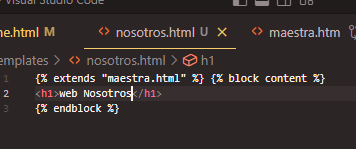 Visual Studio Code
me.html
nosotros.html U
maestra.htm
templates > nosotros.html > h1
1 {% extends "maestra.html" %} {% block content %}
2 <h1>web Nosotros</h1>
3 {% endblock %}